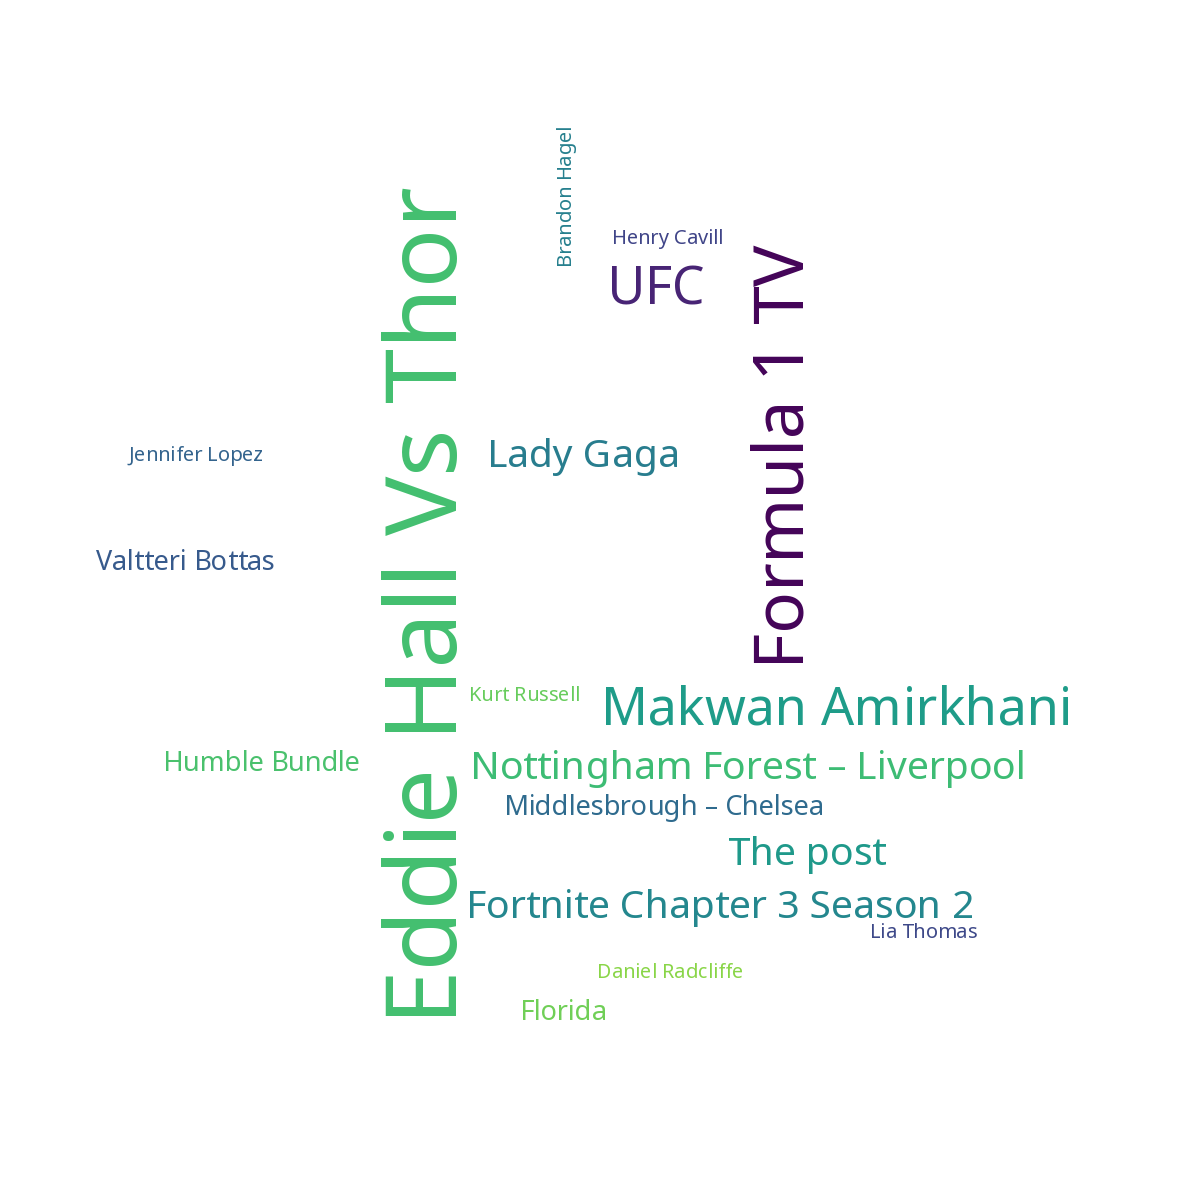 Brandon Hagel
Henry Cavill
UFC
Eddie Hall Vs Thor
Formula 1 TV
Jennifer Lopez
Lady Gaga
Valtteri Bottas
Kurt Russell
Makwan Amirkhani
Humble Bundle
Nottingham Forest – Liverpool
Middlesbrough – Chelsea
The post
Fortnite Chapter 3 Season 2
Lia Thomas
Daniel Radcliffe
Florida